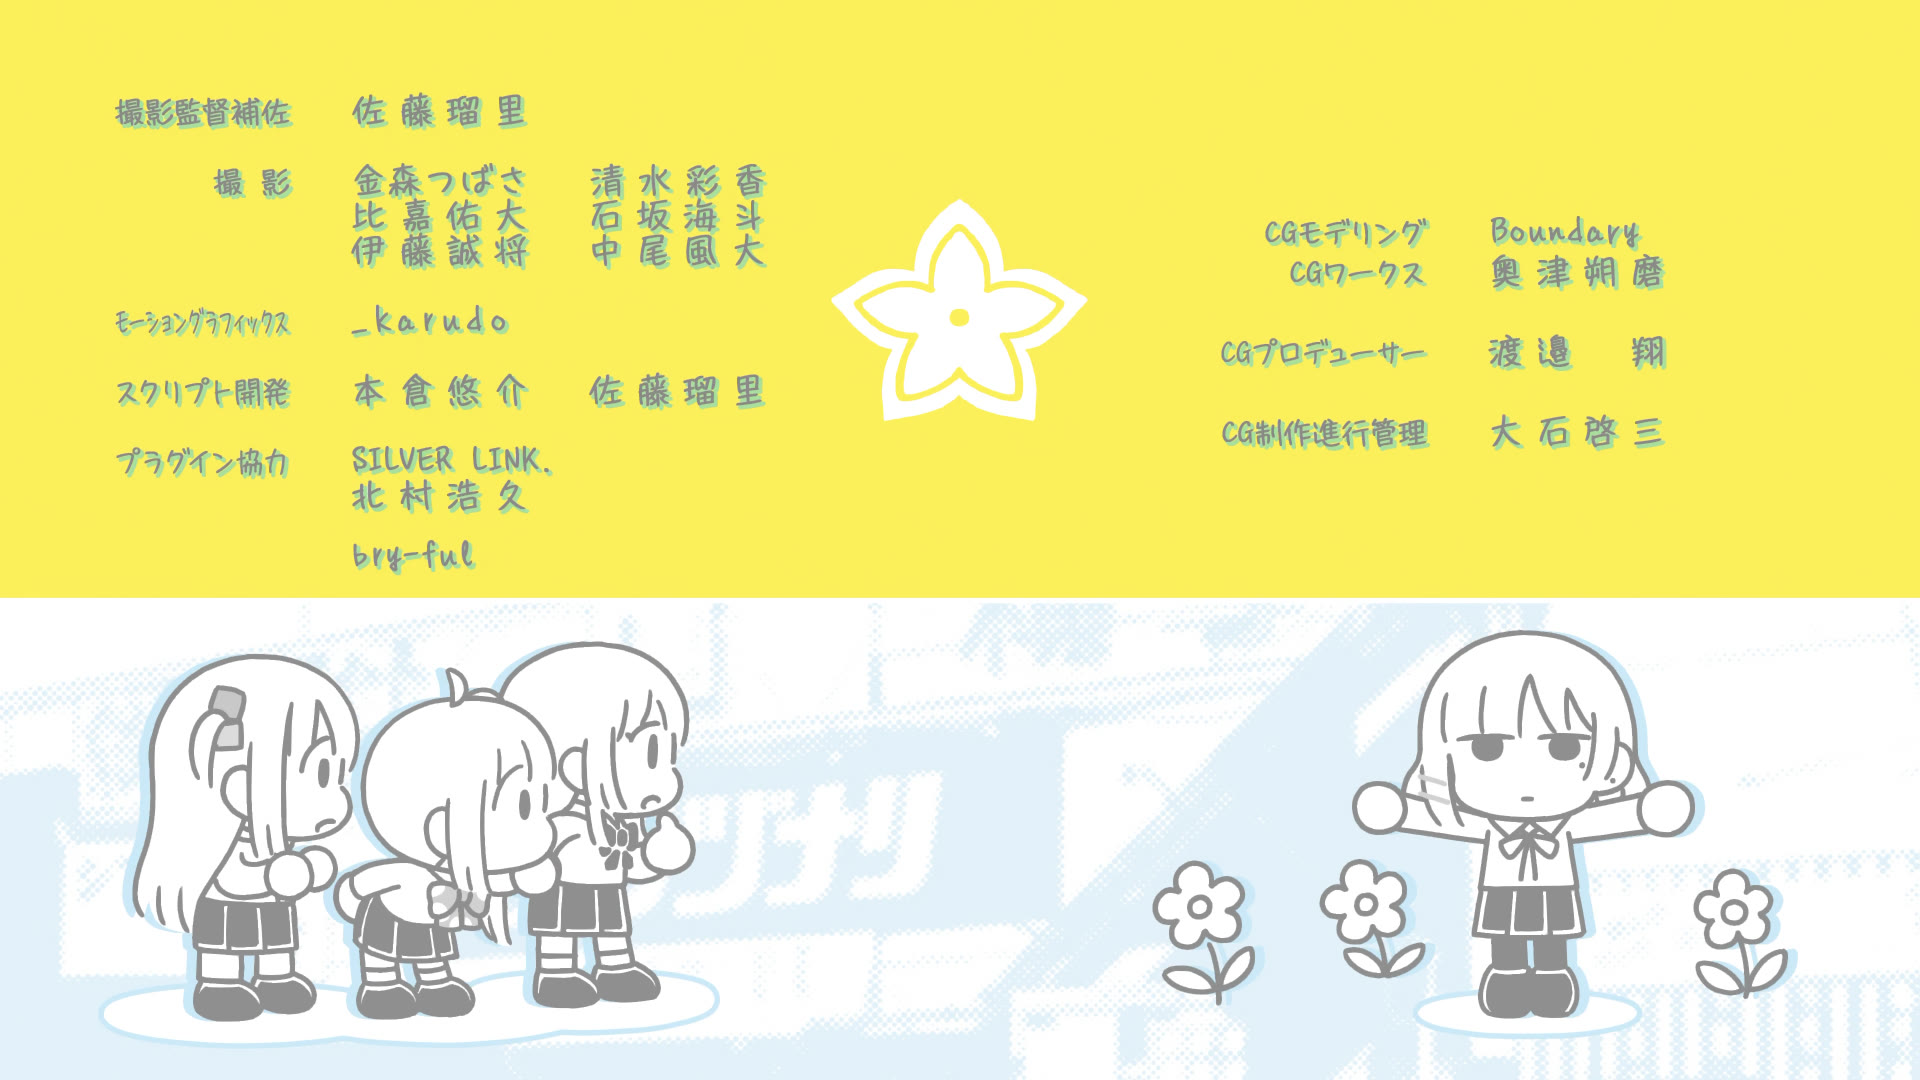 撮影監督補佐 佐藤瑠里
撮影 金森つばさ 清水彩香
比嘉佑大 石坂海斗
伊藤誠将 中尾風大
モーショングラフィックス _karudo
スクリプト開発 本倉悠介 佐藤瑠里
プラグイン協力 SILVER LINK.
北村浩久
bry-ful
CGモデリング Boundary
CGワークス 奥津朔磨
CGプロデューサー 渡邉 翔
CG制作進行管理 大石啓三